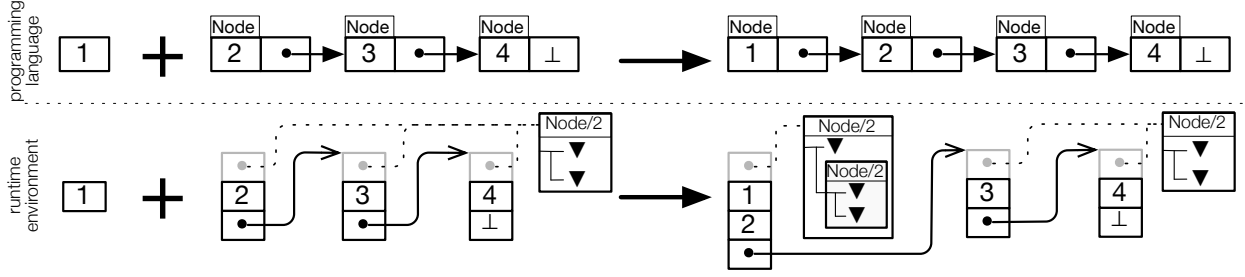 programming
language
Node Node Node Node Node Node Node
1 + 2 3 4 ⊥ 1 2 3 4 ⊥
runtime
environment
Node/2 Node/2 Node/2
Node/2
1 + 2 3 4 1 3 4
⊥ 2 ⊥